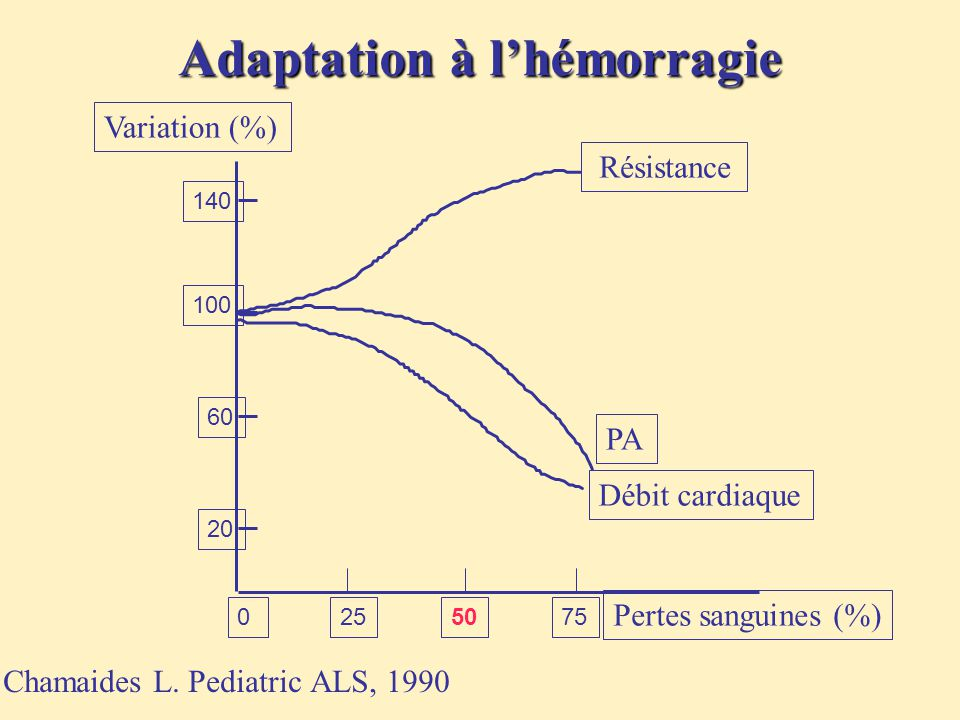 Adaptation à l’hémorragie
Variation (%)
Résistance
140
100
60
PA
Débit cardiaque
20
0 25 50 75 Pertes sanguines (%)
Chamaides L. Pediatric ALS, 1990